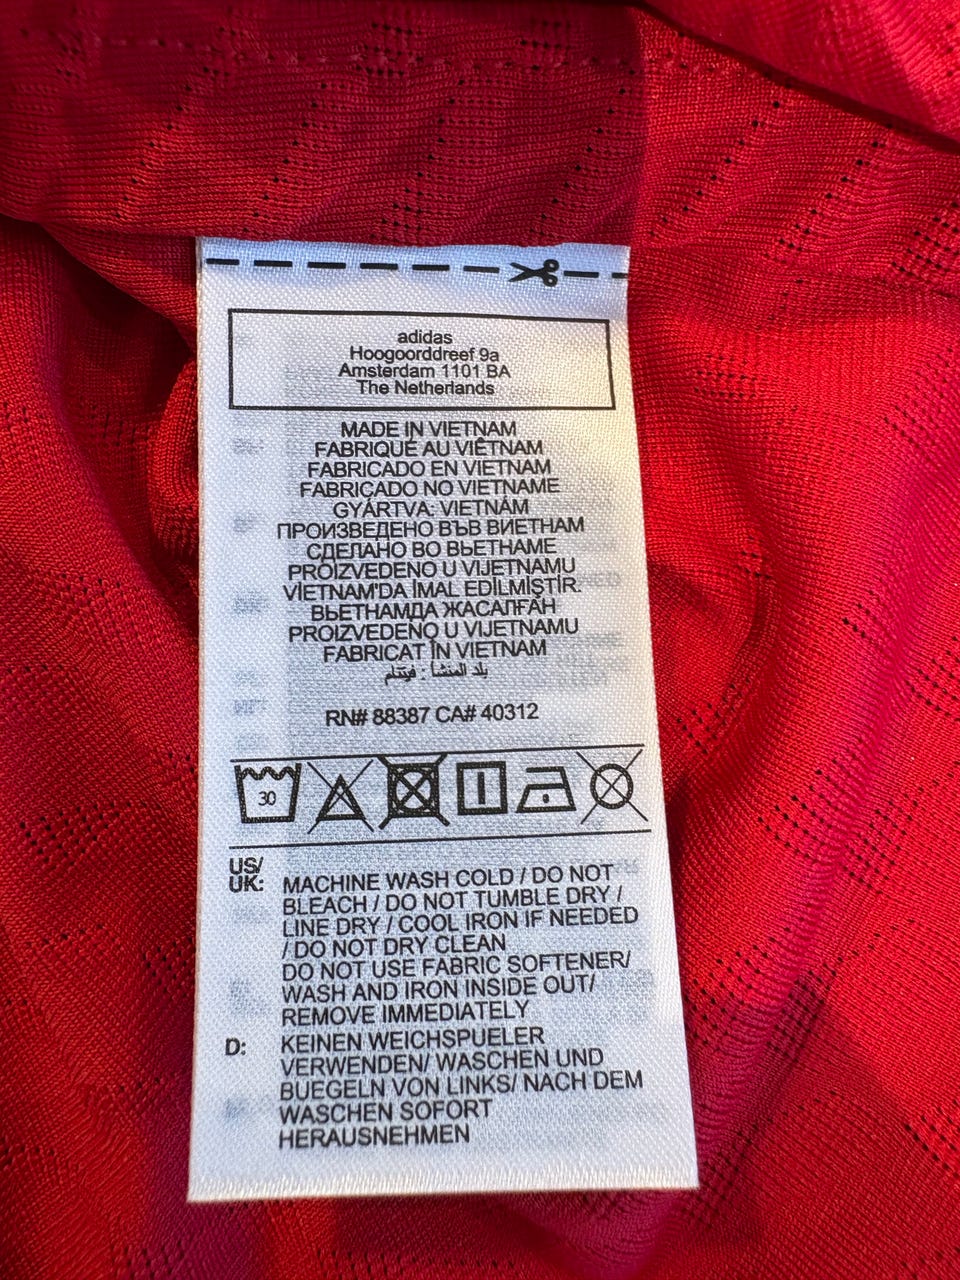 adidas
Hoogoorddreef 9a
Amsterdam 1101 BA
The Netherlands
MADE IN VIETNAM
FABRIQUÉ AU VIÊTNAM
FABRICADO EN VIETNAM
FABRICADO NO VIETNAME
GYÁRTVA: VIETNÁM
ПРОИЗВЕДЕНО ВЪВ ВИЕТНАМ
СДЕЛАНО ВО ВЬЕТНАМЕ
PROIZVEDENO U VIJETNAMU
VİETNAM'DA İMAL EDİLMİŞTİR.
ВЬЕТНАМДА ЖАСАЛҒАН
PROIZVEDENO U VIJETNAMU
FABRICAT ÎN VIETNAM
بلد المنشأ : فيتنام
RN# 88387 CA# 40312
30
US/
UK: MACHINE WASH COLD / DO NOT
BLEACH / DO NOT TUMBLE DRY /
LINE DRY / COOL IRON IF NEEDED
/ DO NOT DRY CLEAN
DO NOT USE FABRIC SOFTENER/
WASH AND IRON INSIDE OUT/
REMOVE IMMEDIATELY
D: KEINEN WEICHSPUELER
VERWENDEN/ WASCHEN UND
BUEGELN VON LINKS/ NACH DEM
WASCHEN SOFORT
HERAUSNEHMEN